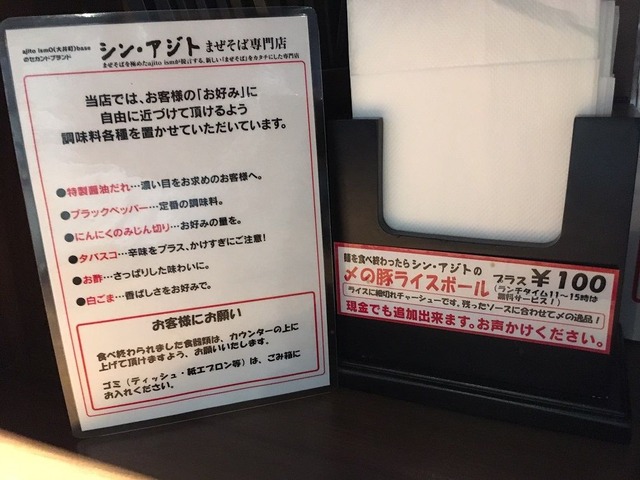 ajito ism○(大井町)base
のセカンドブランド
シン・アジト まぜそば専門店
まぜそばを極めたajito ismが提言する、新しい「まぜそば」をカタチにした専門店
当店では、お客様の「お好み」に
自由に近づけて頂けるよう
調味料各種を置かせていただいています。
●特製醤油だれ…濃い目をお求めのお客様へ。
●ブラックペッパー…定番の調味料。
●にんにくのみじん切り…お好みの量を。
●タバスコ…辛味をプラス、かけすぎにご注意!
●お酢…さっぱりした味わいに。
●白ごま…香ばしさをお好みで。
お客様にお願い
食べ終わられました食器類は、カウンターの上に
上げて頂けますよう、お願いいたします。
ゴミ(ティッシュ・紙エプロン等)は、ごみ箱に
お入れください。
麺を食べ終わったらシン・アジトの
〆の豚ライスボール プラス ¥100
(ランチタイム11~15時は
無料サービス!)
ライスに細切れチャーシューです。残ったソースに合わせて〆の逸品!
現金でも追加出来ます。お声かけください。